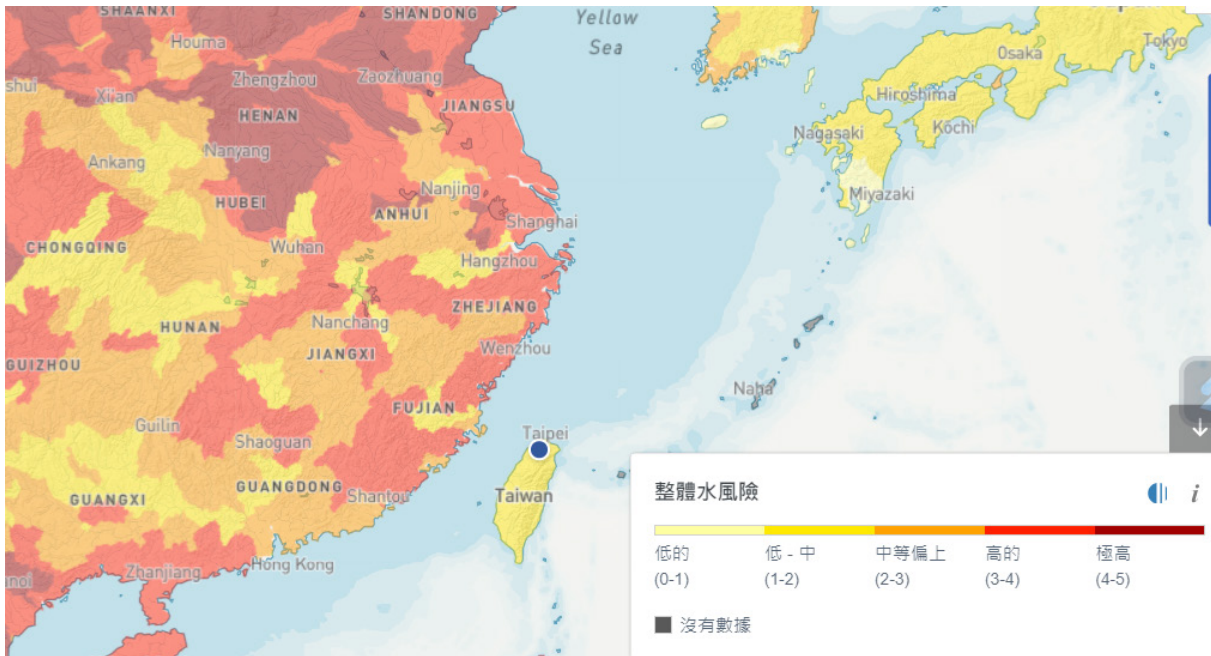 SHAANXI
SHANDONG
Yellow
Sea
Houma
Tokyo
Osaka
Zhengzhou
Zaozhuang
shui
Xi'an
JIANGSU
Hiroshima
HENAN
Nagasaki
Kōchi
Nanyang
Ankang
Nanjing
Miyazaki
HUBEI
ANHUI
Shanghai
CHONGQING
Wuhan
Hangzhou
ZHEJIANG
HUNAN
Nanchang
JIANGXI
Wenzhou
GUIZHOU
Naha
FUJIAN
Guilin
Taipei
Shaoguan
GUANGXI
GUANGDONG
Shantou
Taiwan
Hong Kong
Zhanjiang
anoi
整體水風險
i
低的
低 - 中
中等偏上
高的
極高
(0-1)
(1-2)
(2-3)
(3-4)
(4-5)
沒有數據